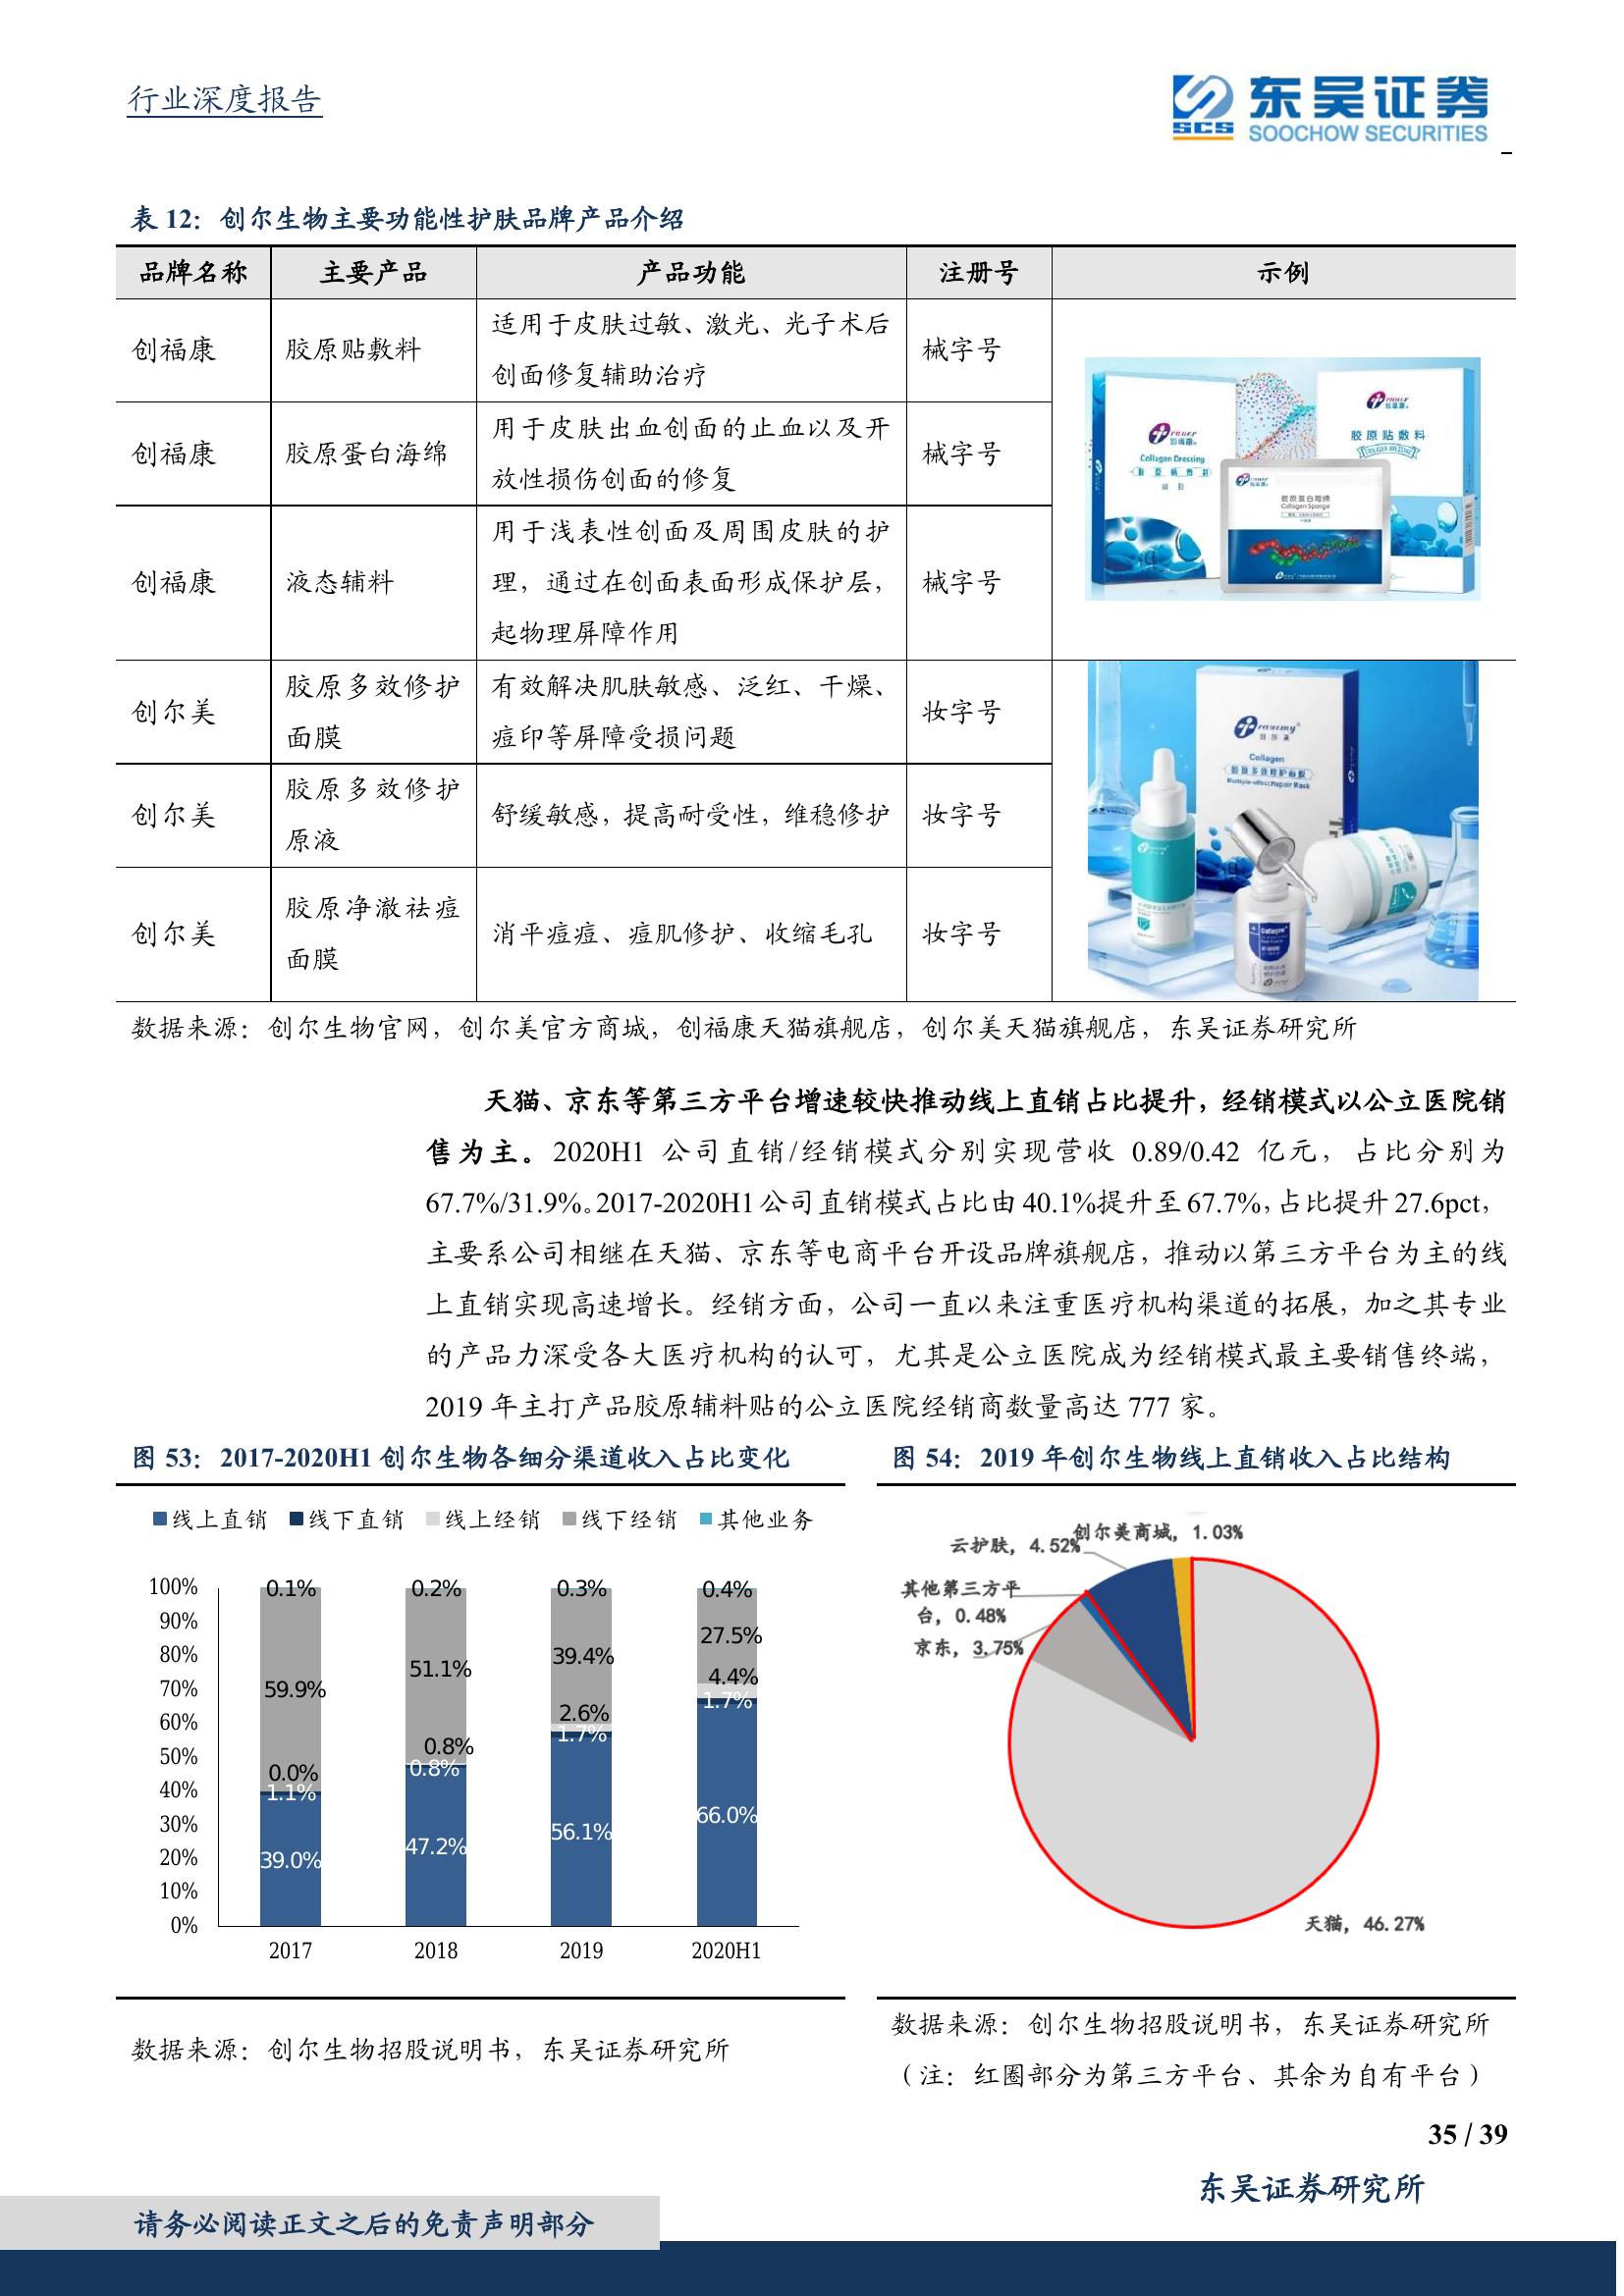 行业深度报告
东吴证券
SCS
SOOCHOW SECURITIES
表 12：创尔生物主要功能性护肤品牌产品介绍
品牌名称 主要产品 产品功能 注册号 示例
创福康 胶原贴敷料 适用于皮肤过敏、激光、光子术后
创面修复辅助治疗 械字号
创福康 胶原蛋白海绵 用于皮肤出血创面的止血以及开
放性损伤创面的修复 械字号
创福康 液态辅料 用于浅表性创面及周围皮肤的护
理，通过在创面表面形成保护层，
起物理屏障作用 械字号
Collagen Dressing
胶原贴敷料
COLLAGEN DRESSING
胶原蛋白海绵
Collagen Sponge
创尔美 胶原多效修护
面膜 有效解决肌肤敏感、泛红、干燥、
痘印等屏障受损问题 妆字号
创尔美 胶原多效修护
原液 舒缓敏感，提高耐受性，维稳修护 妆字号
创尔美 胶原净澈祛痘
面膜 消平痘痘、痘肌修护、收缩毛孔 妆字号
创尔美
Collagen
胶原多效修护面膜
Multiple-effect Repair Mask
Collagen
数据来源：创尔生物官网，创尔美官方商城，创福康天猫旗舰店，创尔美天猫旗舰店，东吴证券研究所
天猫、京东等第三方平台增速较快推动线上直销占比提升，经销模式以公立医院销
售为主。2020H1 公司直销/经销模式分别实现营收 0.89/0.42 亿元，占比分别为
67.7%/31.9%。2017-2020H1 公司直销模式占比由 40.1%提升至 67.7%，占比提升 27.6pct，
主要系公司相继在天猫、京东等电商平台开设品牌旗舰店，推动以第三方平台为主的线
上直销实现高速增长。经销方面，公司一直以来注重医疗机构渠道的拓展，加之其专业
的产品力深受各大医疗机构的认可，尤其是公立医院成为经销模式最主要销售终端，
2019 年主打产品胶原辅料贴的公立医院经销商数量高达 777 家。
图 53：2017-2020H1 创尔生物各细分渠道收入占比变化
线上直销 线下直销 线上经销 线下经销 其他业务
100%
90%
80%
70%
60%
50%
40%
30%
20%
10%
0%
0.1% 0.2% 0.3% 0.4%
59.9% 51.1% 39.4% 27.5%
0.0% 0.8% 2.6% 4.4%
1.1% 0.8% 1.7% 1.7%
39.0% 47.2% 56.1% 66.0%
2017 2018 2019 2020H1
数据来源：创尔生物招股说明书，东吴证券研究所
图 54：2019 年创尔生物线上直销收入占比结构
创尔美商城, 1.03%
云护肤, 4.52%
其他第三方平
台, 0.48%
京东, 3.75%
天猫, 46.27%
数据来源：创尔生物招股说明书，东吴证券研究所
（注：红圈部分为第三方平台、其余为自有平台）
35 / 39
东吴证券研究所
请务必阅读正文之后的免责声明部分